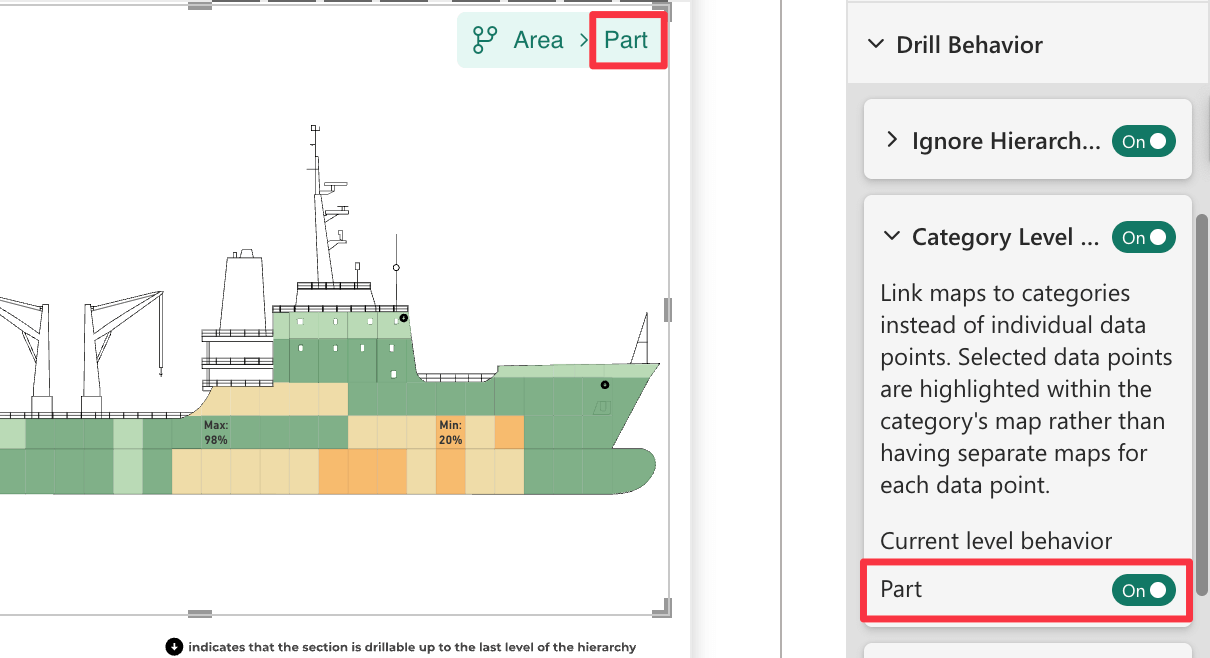 Area > Part
Drill Behavior
Ignore Hierarch... On
Category Level ... On
Link maps to categories
instead of individual data
points. Selected data points
are highlighted within the
category's map rather than
having separate maps for
each data point.
Current level behavior
Part On
Max:
98%
Min:
20%
indicates that the section is drillable up to the last level of the hierarchy